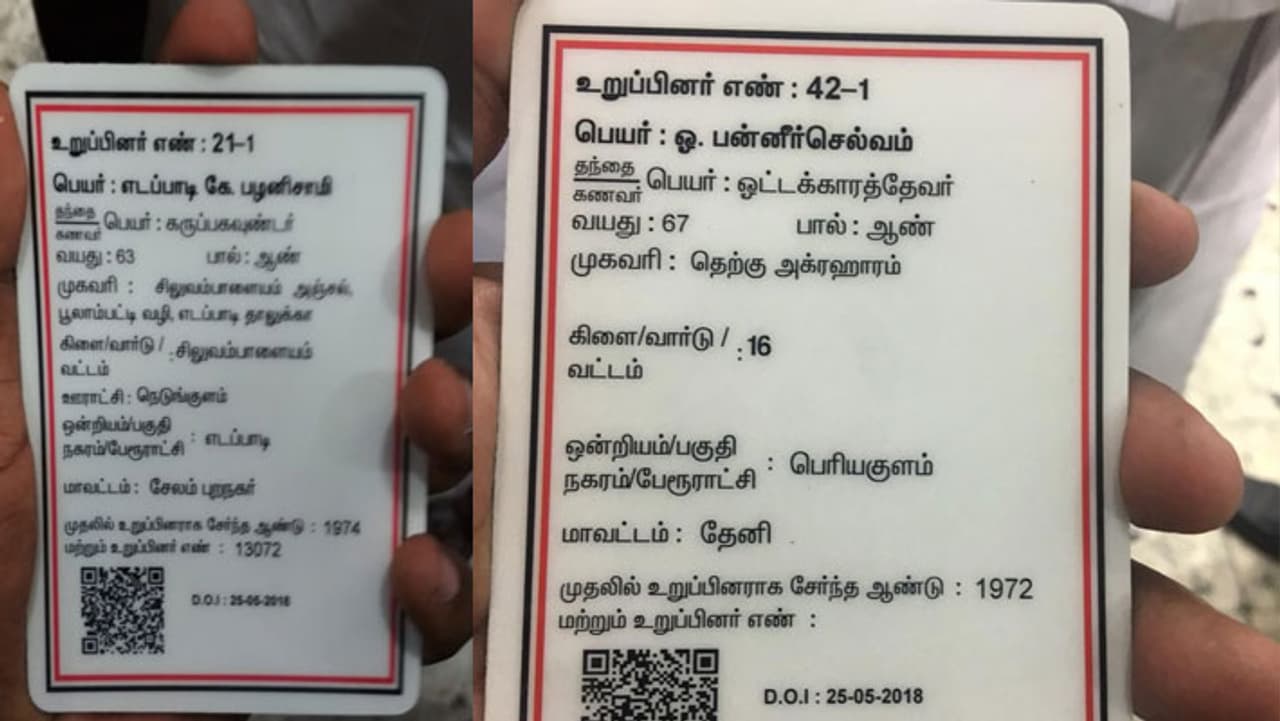 உறுப்பினர் எண் : 21–1
பெயர் : எடப்பாடி கே. பழனிசாமி
தந்தை
கணவர் பெயர் : கருப்பகவுண்டர்
வயது : 63 பால் : ஆண்
முகவரி : சிலுவம்பாளையம் அஞ்சல்,
பூலாம்பட்டி வழி, எடப்பாடி தாலுக்கா
கிளை/வார்டு / : சிலுவம்பாளையம்
வட்டம்
ஊராட்சி : நெடுங்குளம்
ஒன்றியம்/பகுதி
நகரம்/பேரூராட்சி : எடப்பாடி
மாவட்டம் : சேலம் புறநகர்
முதலில் உறுப்பினராக சேர்ந்த ஆண்டு : 1974
மற்றும் உறுப்பினர் எண் : 13072
D.O.I : 25-05-2018
உறுப்பினர் எண் : 42–1
பெயர் : ஓ. பன்னீர்செல்வம்
தந்தை
கணவர் பெயர் : ஒட்டக்காரத்தேவர்
வயது : 67 பால் : ஆண்
முகவரி : தெற்கு அக்ரஹாரம்
கிளை/வார்டு / : 16
வட்டம்
ஒன்றியம்/பகுதி
நகரம்/பேரூராட்சி : பெரியகுளம்
மாவட்டம் : தேனி
முதலில் உறுப்பினராக சேர்ந்த ஆண்டு : 1972
மற்றும் உறுப்பினர் எண் :
D.O.I : 25-05-2018